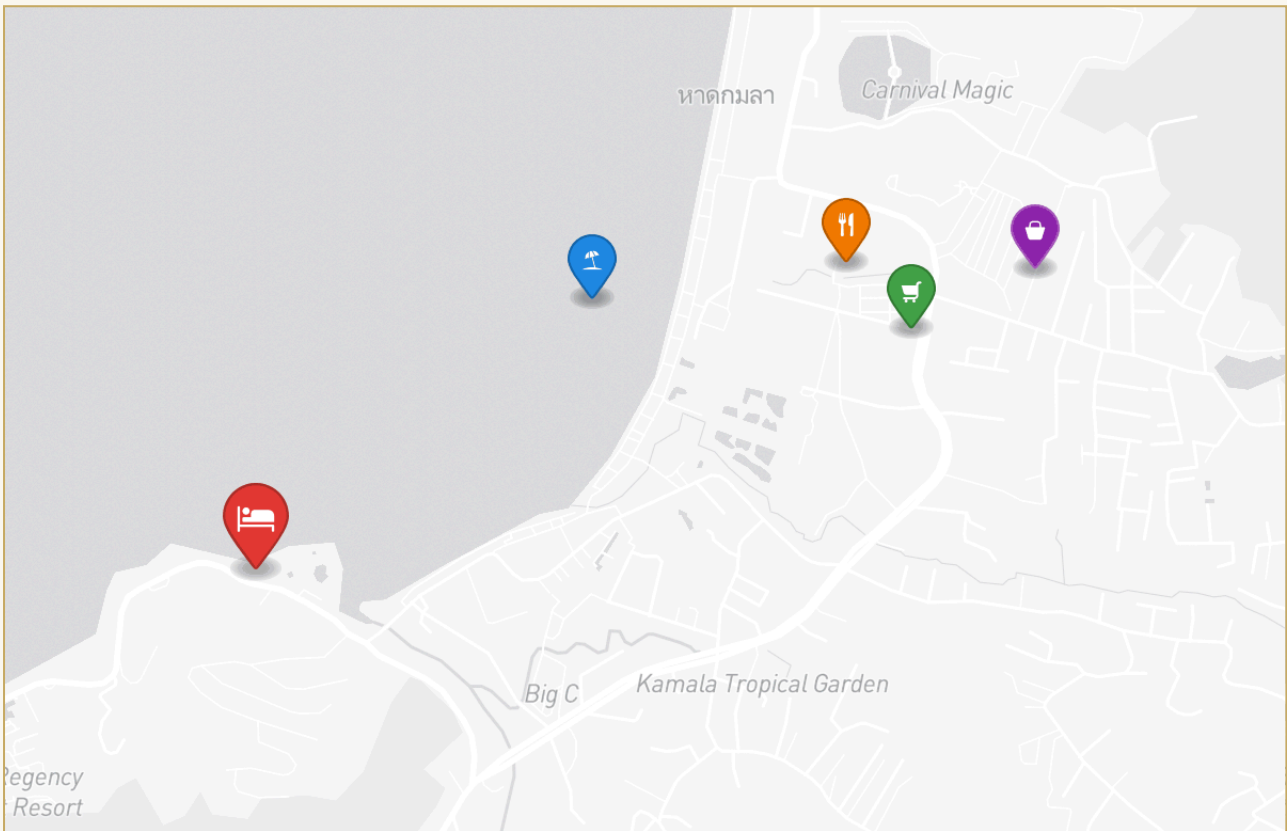 หาดกมลา
Carnival Magic
Big C
Kamala Tropical Garden
Regency
Resort